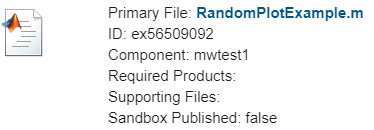 Primary File: RandomPlotExample.m
ID: ex56509092
Component: mwtest1
Required Products:
Supporting Files:
Sandbox Published: false